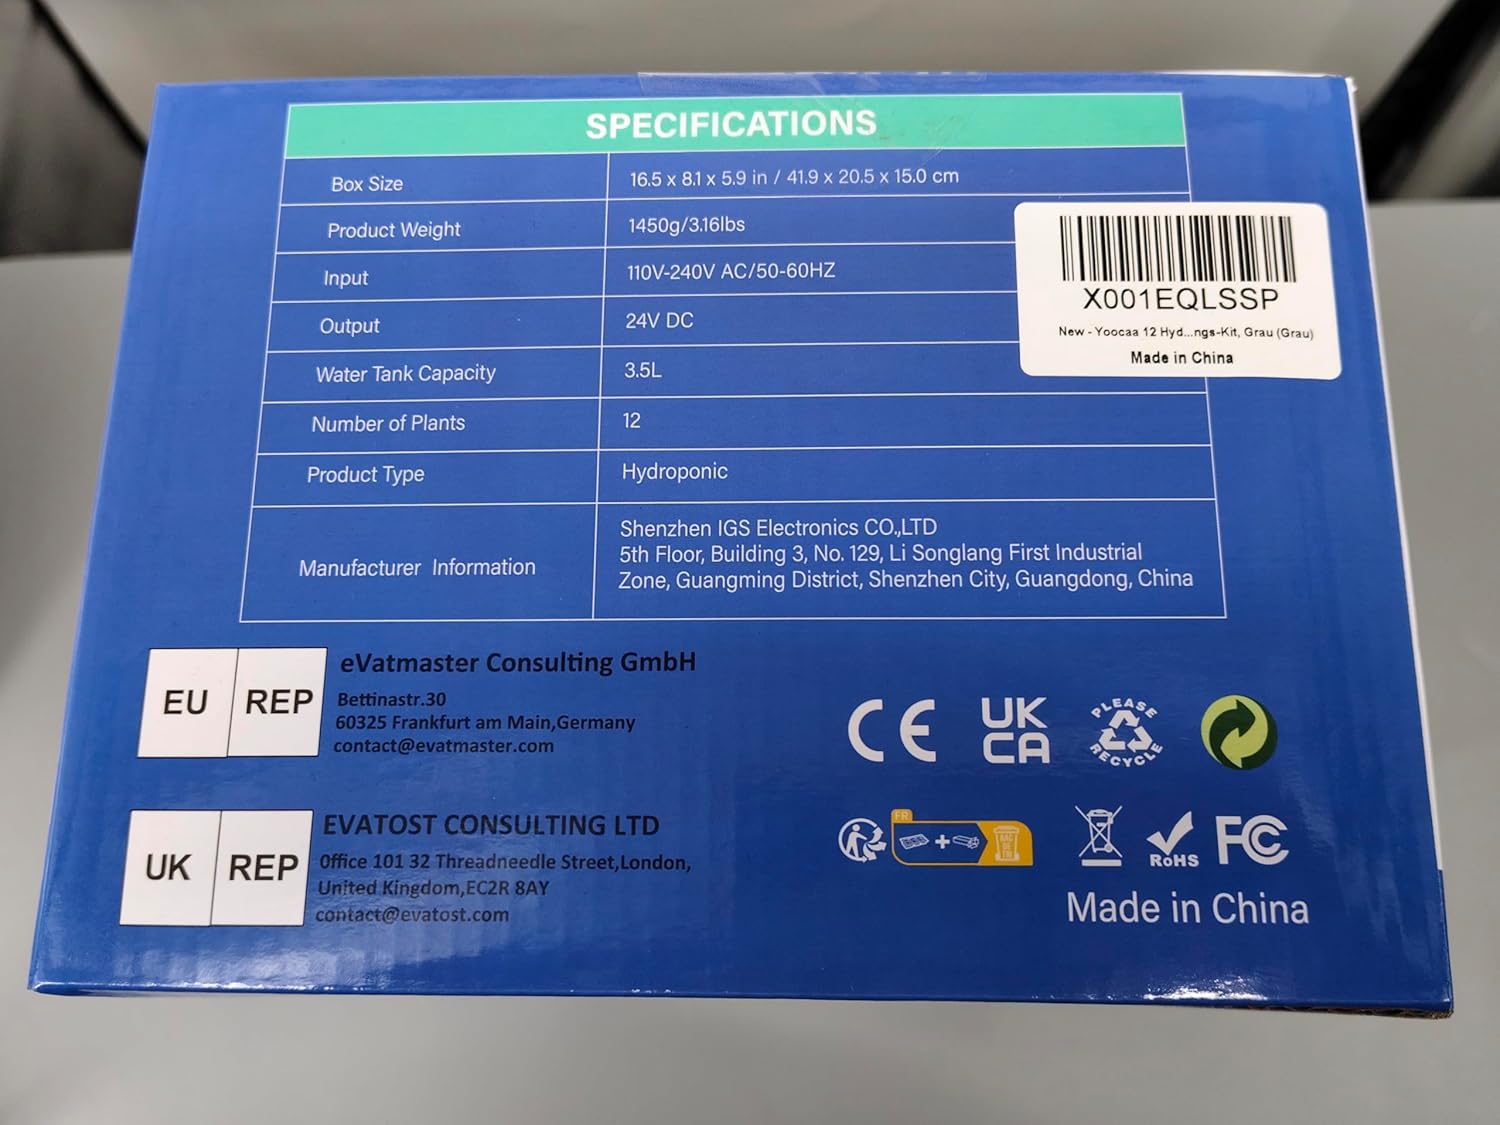 SPECIFICATIONS
Box Size 16.5 x 8.1 x 5.9 in / 41.9 x 20.5 x 15.0 cm
Product Weight 1450g/3.16lbs
Input 110V-240V AC/50-60HZ
Output 24V DC
Water Tank Capacity 3.5L
Number of Plants 12
Product Type Hydroponic
Manufacturer Information
Shenzhen IGS Electronics CO.,LTD
5th Floor, Building 3, No. 129, Li Songlang First Industrial
Zone, Guangming District, Shenzhen City, Guangdong, China
X001EQLSSP
New - Yoocaa 12 Hyd...ngs-Kit, Grau (Grau)
Made in China
EU REP
eVatmaster Consulting GmbH
Bettinastr.30
60325 Frankfurt am Main,Germany
contact@evatmaster.com
UK REP
EVATOST CONSULTING LTD
Office 101 32 Threadneedle Street,London,
United Kingdom,EC2R 8AY
contact@evatost.com
CE
UK
CA
PLEASE
RECYCLE
FR
+
BAC
DE
TRI
RoHS
FC
Made in China